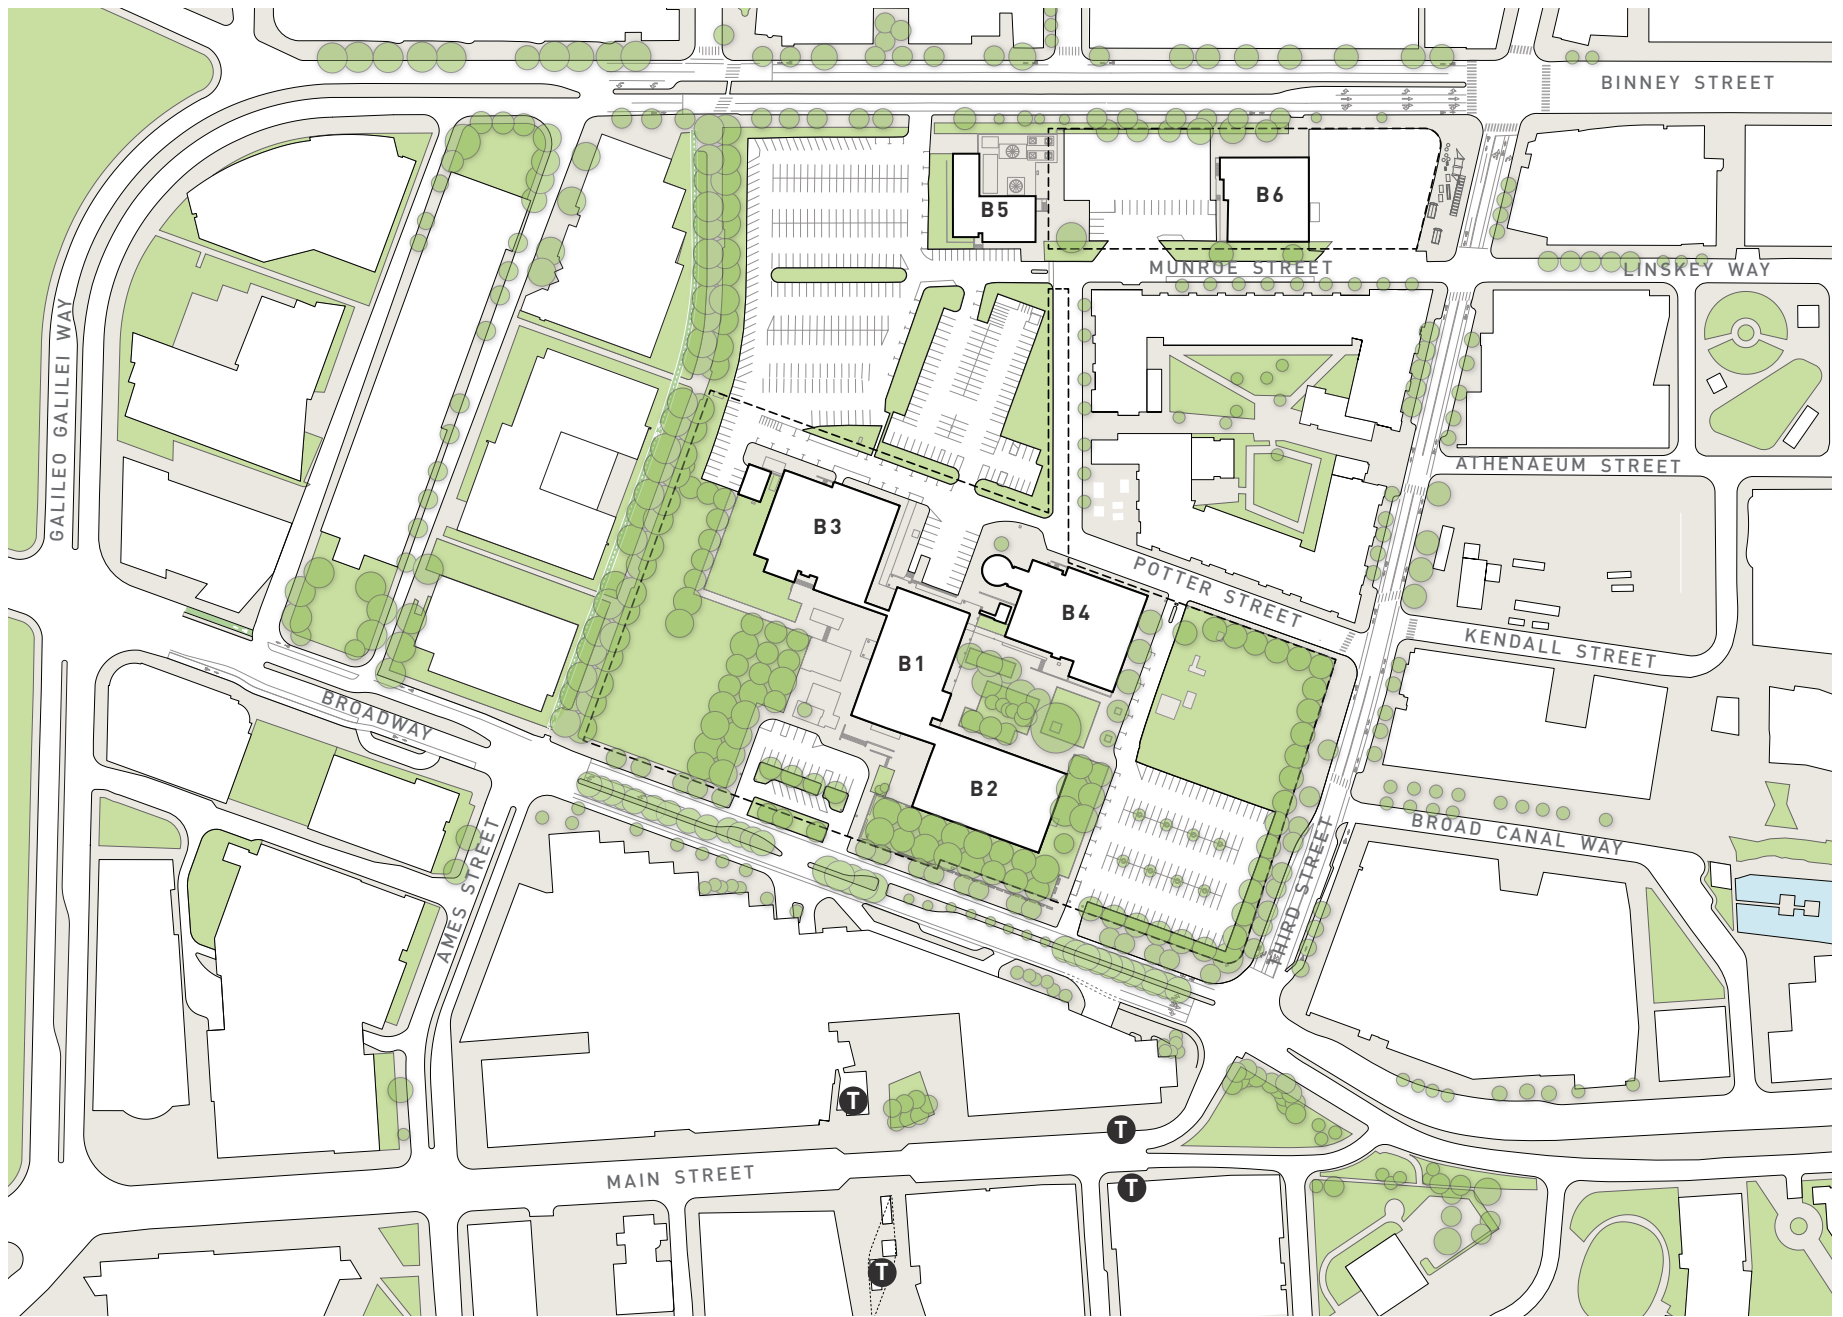 BINNEY STREET
B5
B6
MUNROE STREET
LINSKEY WAY
GALILEO GALILEI WAY
ATHENAEUM STREET
B3
POTTER STREET
B4
KENDALL STREET
B1
BROADWAY
B2
BROAD CANAL WAY
AMES STREET
THIRD STREET
T
T
MAIN STREET
T
T